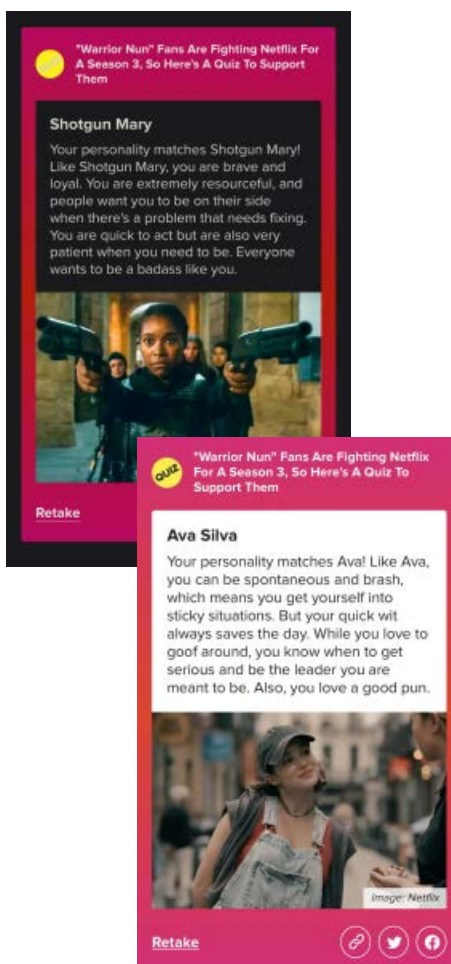 "Warrior Nun" Fans Are Fighting Netflix For
A Season 3, So Here's A Quiz To Support
Them
Shotgun Mary
Your personality matches Shotgun Mary!
Like Shotgun Mary, you are brave and
loyal. You are extremely resourceful, and
people want you to be on their side
when there's a problem that needs fixing.
You are quick to act but are also very
patient when you need to be. Everyone
wants to be a badass like you.
Retake
QUIZ
"Warrior Nun" Fans Are Fighting Netflix
For A Season 3, So Here's A Quiz To
Support Them
Ava Silva
Your personality matches Ava! Like Ava,
you can be spontaneous and brash,
which means you get yourself into
sticky situations. But your quick wit
always saves the day. While you love to
goof around, you know when to get
serious and be the leader you are
meant to be. Also, you love a good pun.
Image: Netflix
Retake